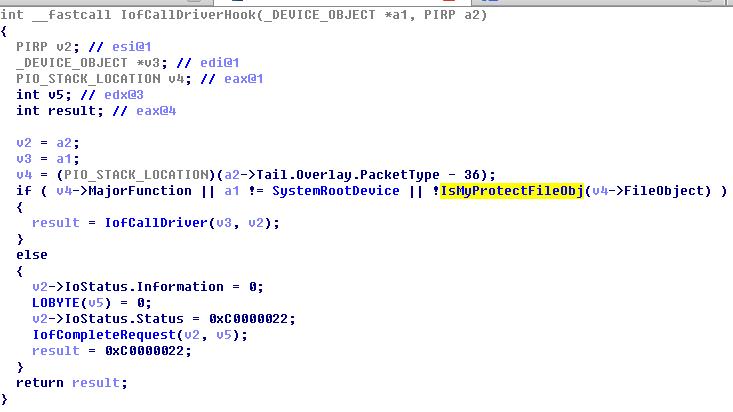 int __fastcall IofCallDriverHook(_DEVICE_OBJECT *a1, PIRP a2)
{
  PIRP v2; // esi@1
  _DEVICE_OBJECT *v3; // edi@1
  PIO_STACK_LOCATION v4; // eax@1
  int v5; // edx@3
  int result; // eax@4

  v2 = a2;
  v3 = a1;
  v4 = (PIO_STACK_LOCATION)(a2->Tail.Overlay.PacketType - 36);
  if ( v4->MajorFunction || a1 != SystemRootDevice || !IsMyProtectFileObj(v4->FileObject) )
  {
    result = IofCallDriver(v3, v2);
  }
  else
  {
    v2->IoStatus.Information = 0;
    LOBYTE(v5) = 0;
    v2->IoStatus.Status = 0xC0000022;
    IofCompleteRequest(v2, v5);
    result = 0xC0000022;
  }
  return result;
}